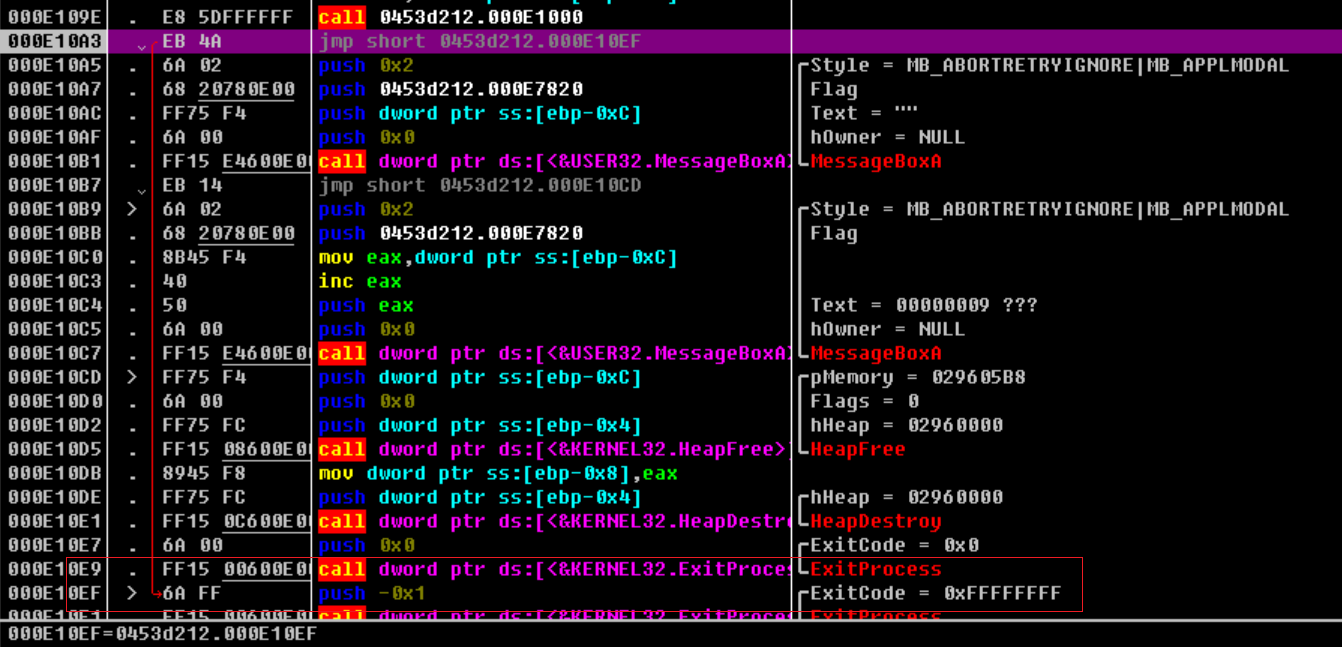 000E109E . E8 5DFFFFFF call 0453d212.000E1000
000E10A3 . EB 4A jmp short 0453d212.000E10EF
000E10A5 . 6A 02 push 0x2 Style = MB_ABORTRETRYIGNORE|MB_APPLMODAL
000E10A7 . 68 20780E00 push 0453d212.000E7820 Flag
000E10AC . FF75 F4 push dword ptr ss:[ebp-0xC] Text = ""
000E10AF . 6A 00 push 0x0 hOwner = NULL
000E10B1 . FF15 E4600E0 call dword ptr ds:[<&USER32.MessageBoxA> MessageBoxA
000E10B7 . EB 14 jmp short 0453d212.000E10CD
000E10B9 > 6A 02 push 0x2 Style = MB_ABORTRETRYIGNORE|MB_APPLMODAL
000E10BB . 68 20780E00 push 0453d212.000E7820 Flag
000E10C0 . 8B45 F4 mov eax,dword ptr ss:[ebp-0xC]
000E10C3 . 40 inc eax
000E10C4 . 50 push eax Text = 00000009 ???
000E10C5 . 6A 00 push 0x0 hOwner = NULL
000E10C7 . FF15 E4600E0 call dword ptr ds:[<&USER32.MessageBoxA> MessageBoxA
000E10CD > FF75 F4 push dword ptr ss:[ebp-0xC] pMemory = 029605B8
000E10D0 . 6A 00 push 0x0 Flags = 0
000E10D2 . FF75 FC push dword ptr ss:[ebp-0x4] hHeap = 02960000
000E10D5 . FF15 08600E0 call dword ptr ds:[<&KERNEL32.HeapFree>] HeapFree
000E10DB . 8945 F8 mov dword ptr ss:[ebp-0x8],eax
000E10DE . FF75 FC push dword ptr ss:[ebp-0x4] hHeap = 02960000
000E10E1 . FF15 0C600E0 call dword ptr ds:[<&KERNEL32.HeapDestro HeapDestroy
000E10E7 . 6A 00 push 0x0 ExitCode = 0x0
000E10E9 . FF15 00600E0 call dword ptr ds:[<&KERNEL32.ExitProces ExitProcess
000E10EF > 6A FF push -0x1 ExitCode = 0xFFFFFFFF
000E10F1 . FF15 00600E0 call dword ptr ds:[<&KERNEL32.ExitProces ExitProcess
000E10EF=0453d212.000E10EF